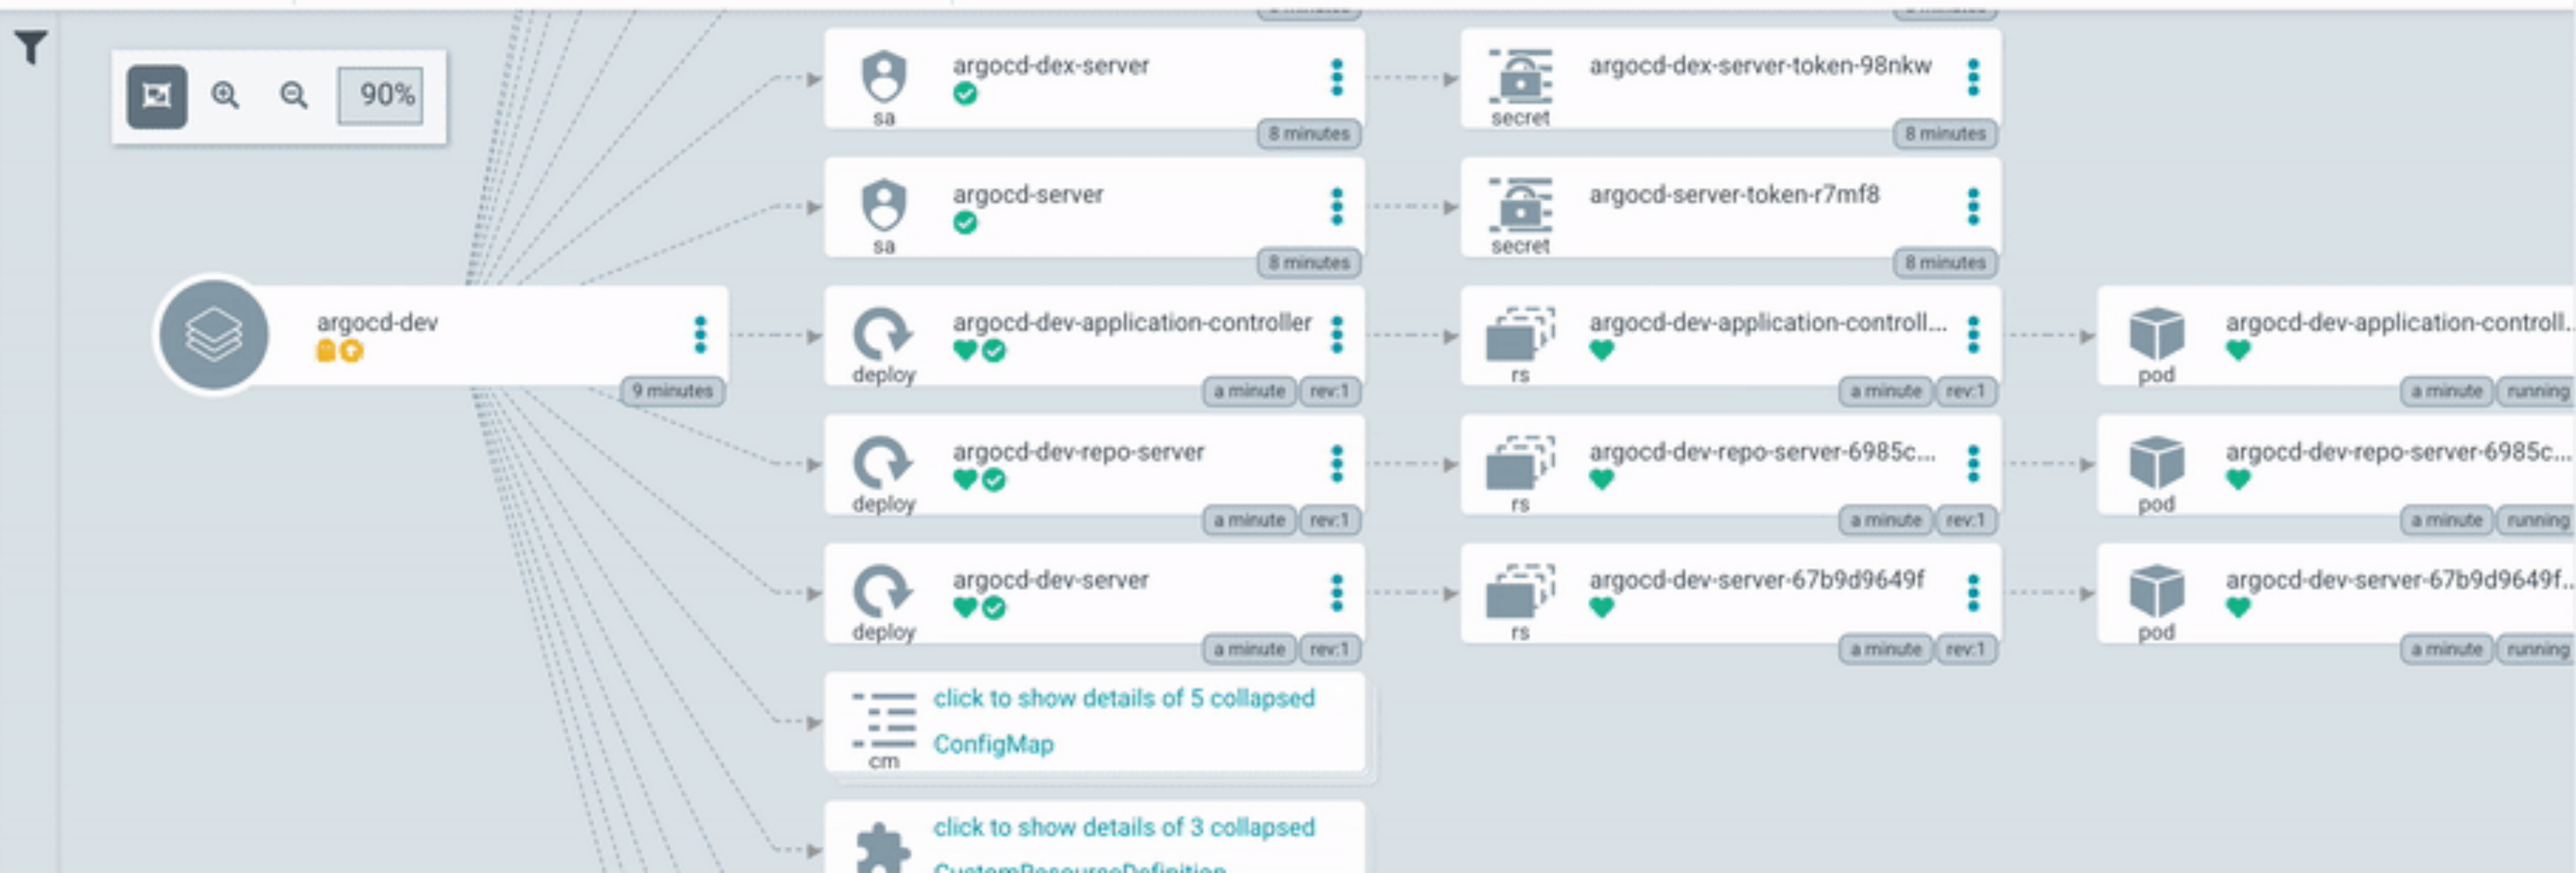 90%
argocd-dex-server
sa
8 minutes
argocd-dex-server-token-98nkw
secret
8 minutes
argocd-server
sa
8 minutes
argocd-server-token-r7mf8
secret
8 minutes
argocd-dev
9 minutes
argocd-dev-application-controller
deploy
a minute rev:1
argocd-dev-application-controll...
rs
a minute rev:1
argocd-dev-application-controll..
pod
a minute running
argocd-dev-repo-server
deploy
a minute rev:1
argocd-dev-repo-server-6985c...
rs
a minute rev:1
argocd-dev-repo-server-6985c...
pod
a minute running
argocd-dev-server
deploy
a minute rev:1
argocd-dev-server-67b9d9649f
rs
a minute rev:1
argocd-dev-server-67b9d9649f..
pod
a minute running
click to show details of 5 collapsed
ConfigMap
cm
click to show details of 3 collapsed
CustomResourceDefinition